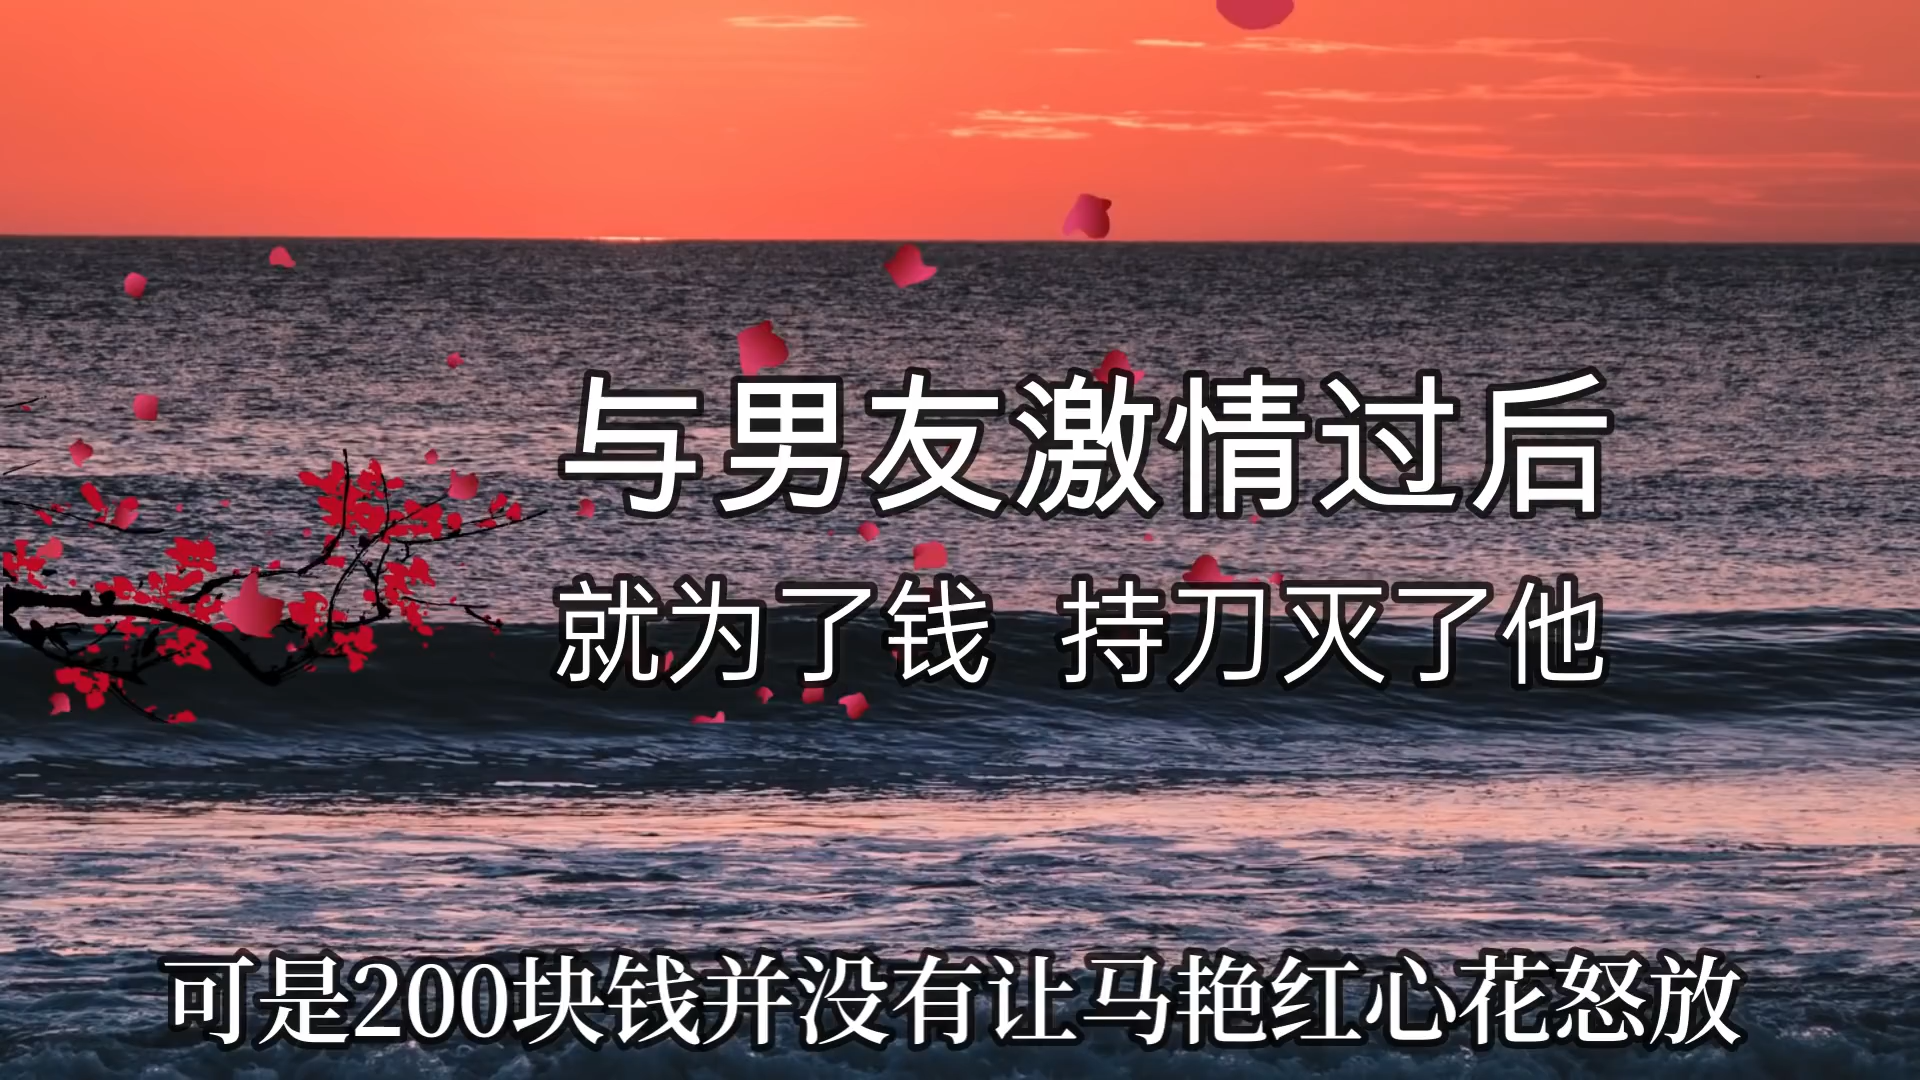 与男友激情过后
就为了钱 持刀灭了他
可是200块钱并没有让马艳红心花怒放